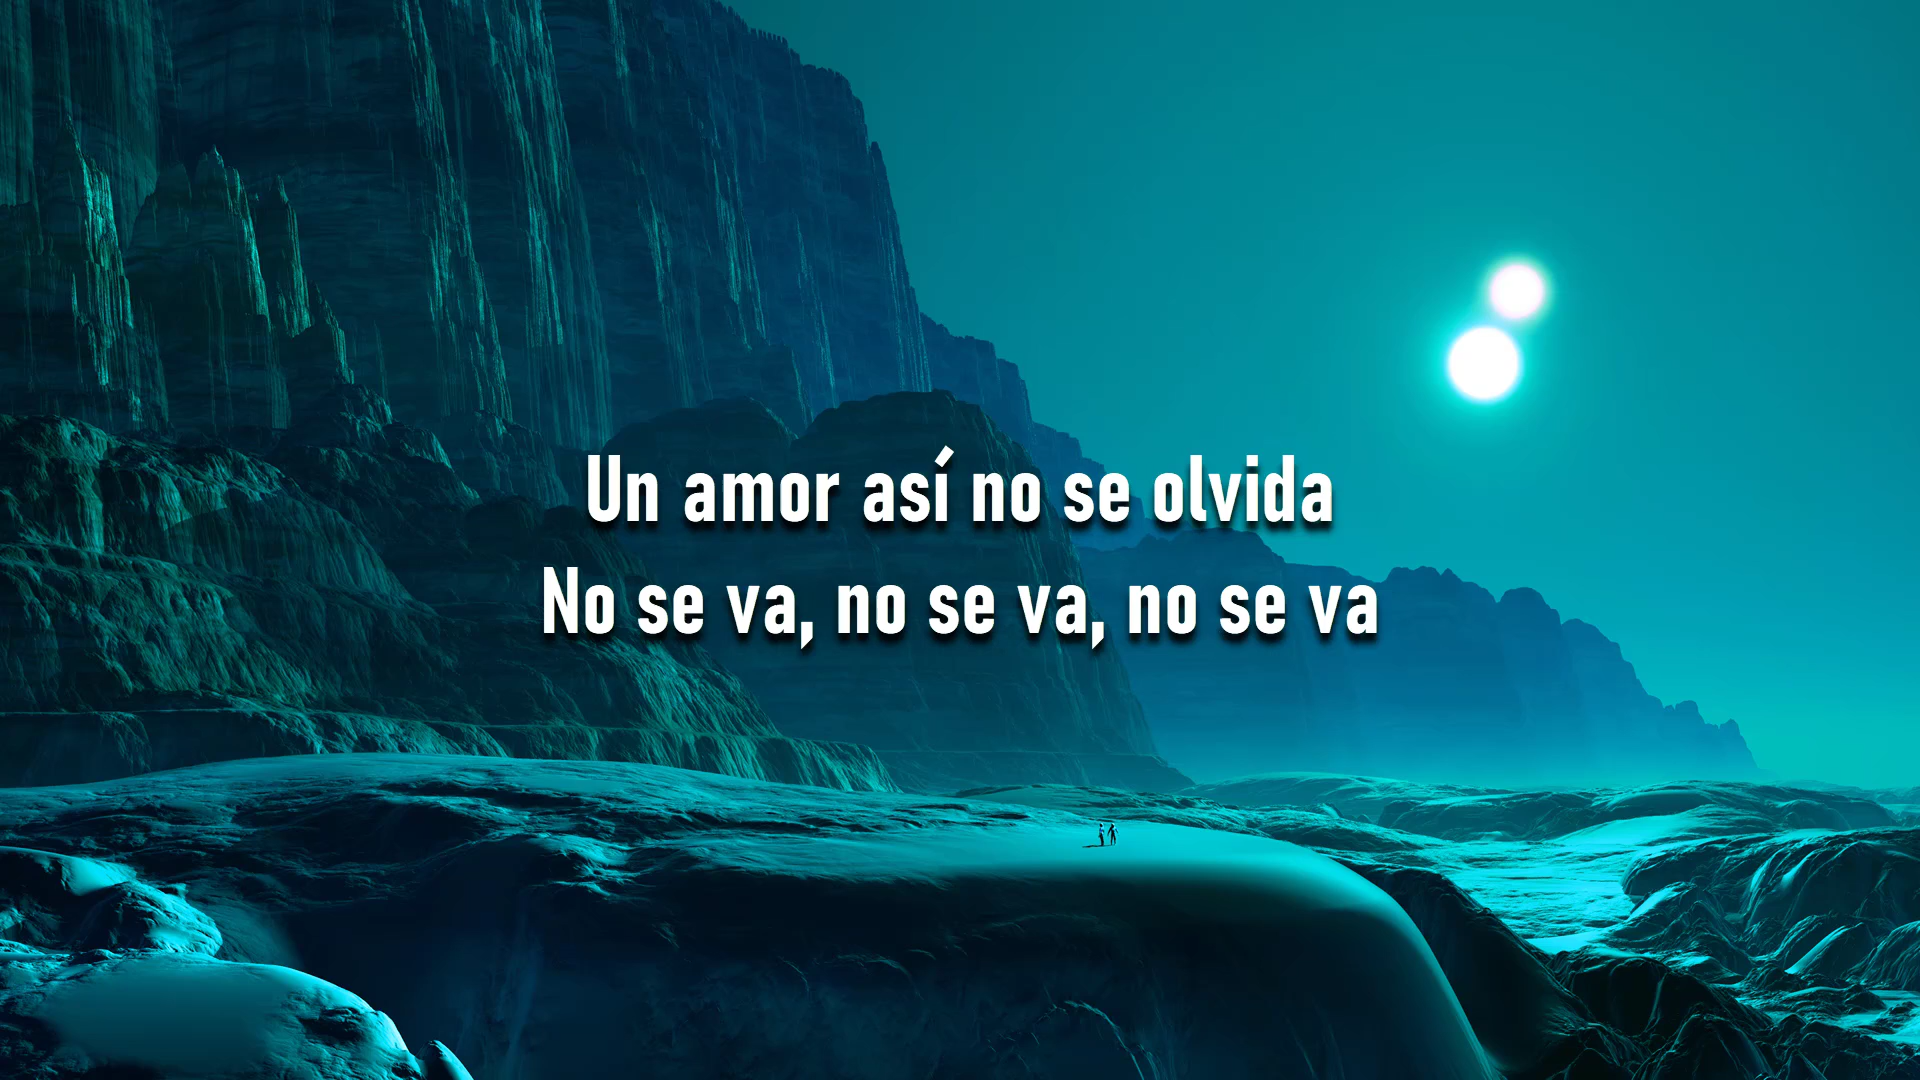 Un amor así no se olvida
No se va, no se va, no se va